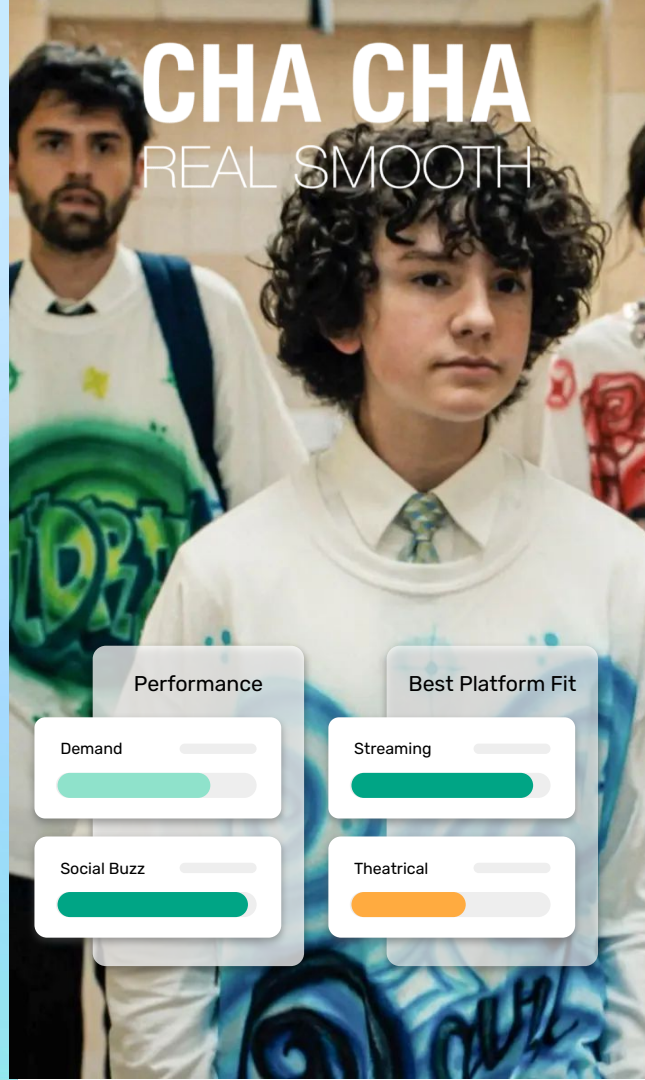 CHA CHA
REAL SMOOTH
Performance
Best Platform Fit
Demand
Streaming
Social Buzz
Theatrical